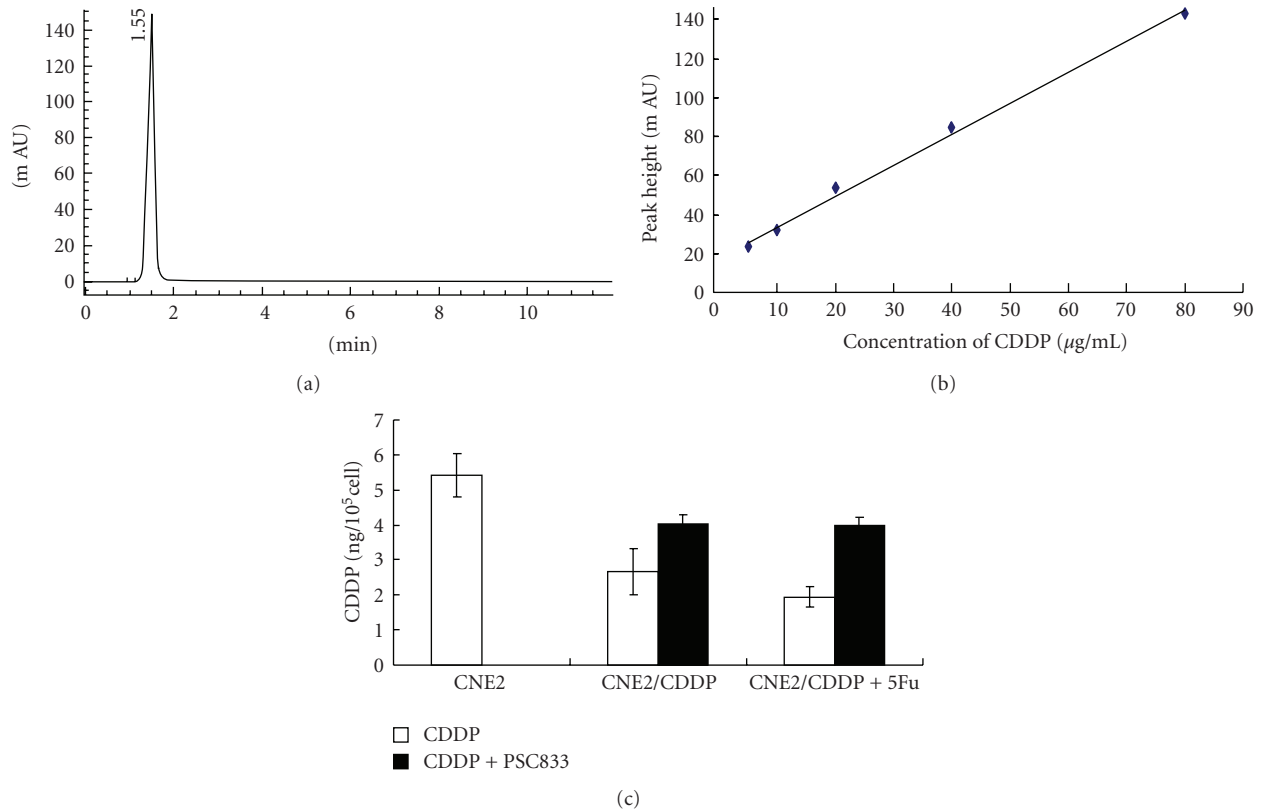 1.55
140
120
100
80
60
40
20
0
(m AU)
0 2 4 6 8 10
(min)
(a)
140
120
100
80
60
40
20
0
Peak height (m AU)
0 10 20 30 40 50 60 70 80 90
Concentration of CDDP (μg/mL)
(b)
7
6
5
4
3
2
1
0
CDDP (ng/10⁵cell)
CNE2 CNE2/CDDP CNE2/CDDP + 5Fu
CDDP
CDDP + PSC833
(c)